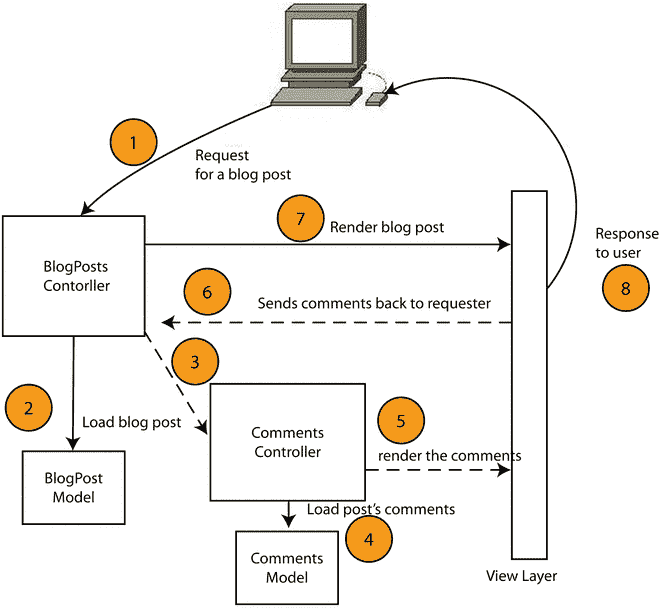 1
Request
for a blog post
7
Render blog post
Response
to user
8
BlogPosts
Contorller
6
Sends comments back to requester
3
2
Load blog post
Comments
Controller
5
render the comments
BlogPost
Model
Load post's comments
4
Comments
Model
View Layer